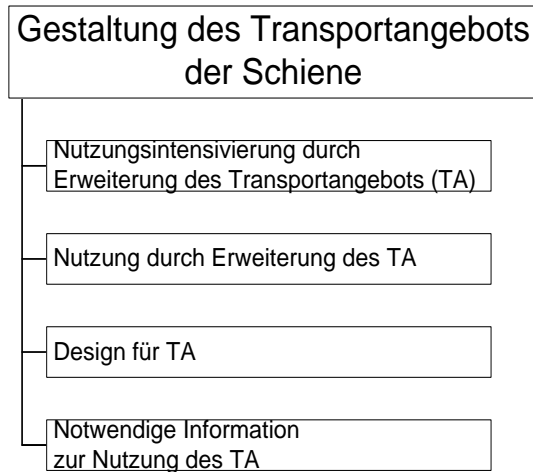 Gestaltung des Transportangebots
der Schiene
Nutzungsintensivierung durch
Erweiterung des Transportangebots (TA)
Nutzung durch Erweiterung des TA
Design für TA
Notwendige Information
zur Nutzung des TA